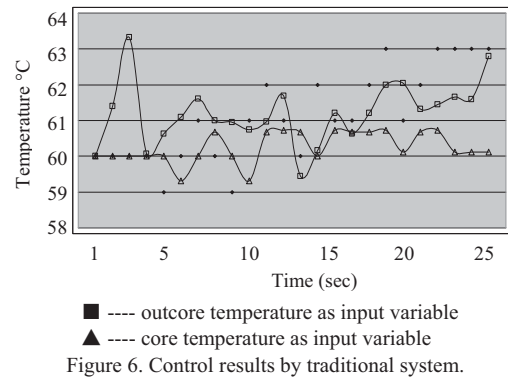 64
63
62
61
60
59
58
Temperature °C
1 5 10 15 20 25
Time (sec)
---- outcore temperature as input variable
---- core temperature as input variable
Figure 6. Control results by traditional system.